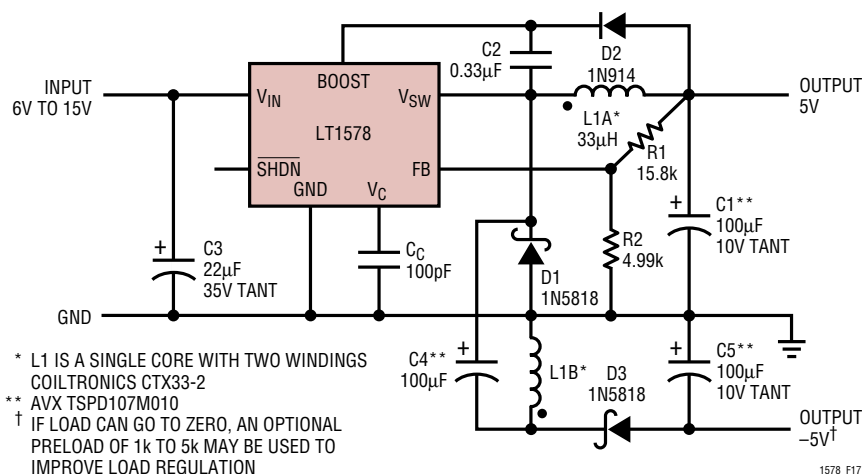 C2
0.33µF
D2
1N914
INPUT
6V TO 15V
BOOST
VIN
VSW
LT1578
SHDN
FB
GND
VC
L1A*
33µH
OUTPUT
5V
R1
15.8k
+
C3
22µF
35V TANT
CC
100pF
D1
1N5818
R2
4.99k
+
C1**
100µF
10V TANT
GND
* L1 IS A SINGLE CORE WITH TWO WINDINGS
COILTRONICS CTX33-2
** AVX TSPD107M010
† IF LOAD CAN GO TO ZERO, AN OPTIONAL
PRELOAD OF 1k TO 5k MAY BE USED TO
IMPROVE LOAD REGULATION
C4**
100µF
+
L1B*
D3
1N5818
+
C5**
100µF
10V TANT
OUTPUT
–5V†
1578 F17